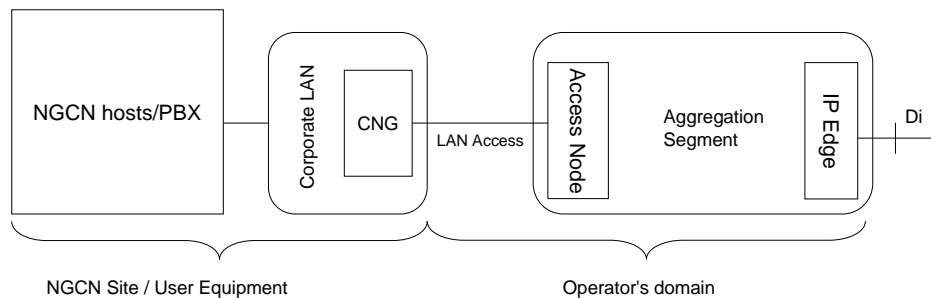 NGCN hosts/PBX
Corporate LAN
CNG
LAN Access
Access Node
Aggregation
Segment
IP Edge
Di
NGCN Site / User Equipment
Operator's domain